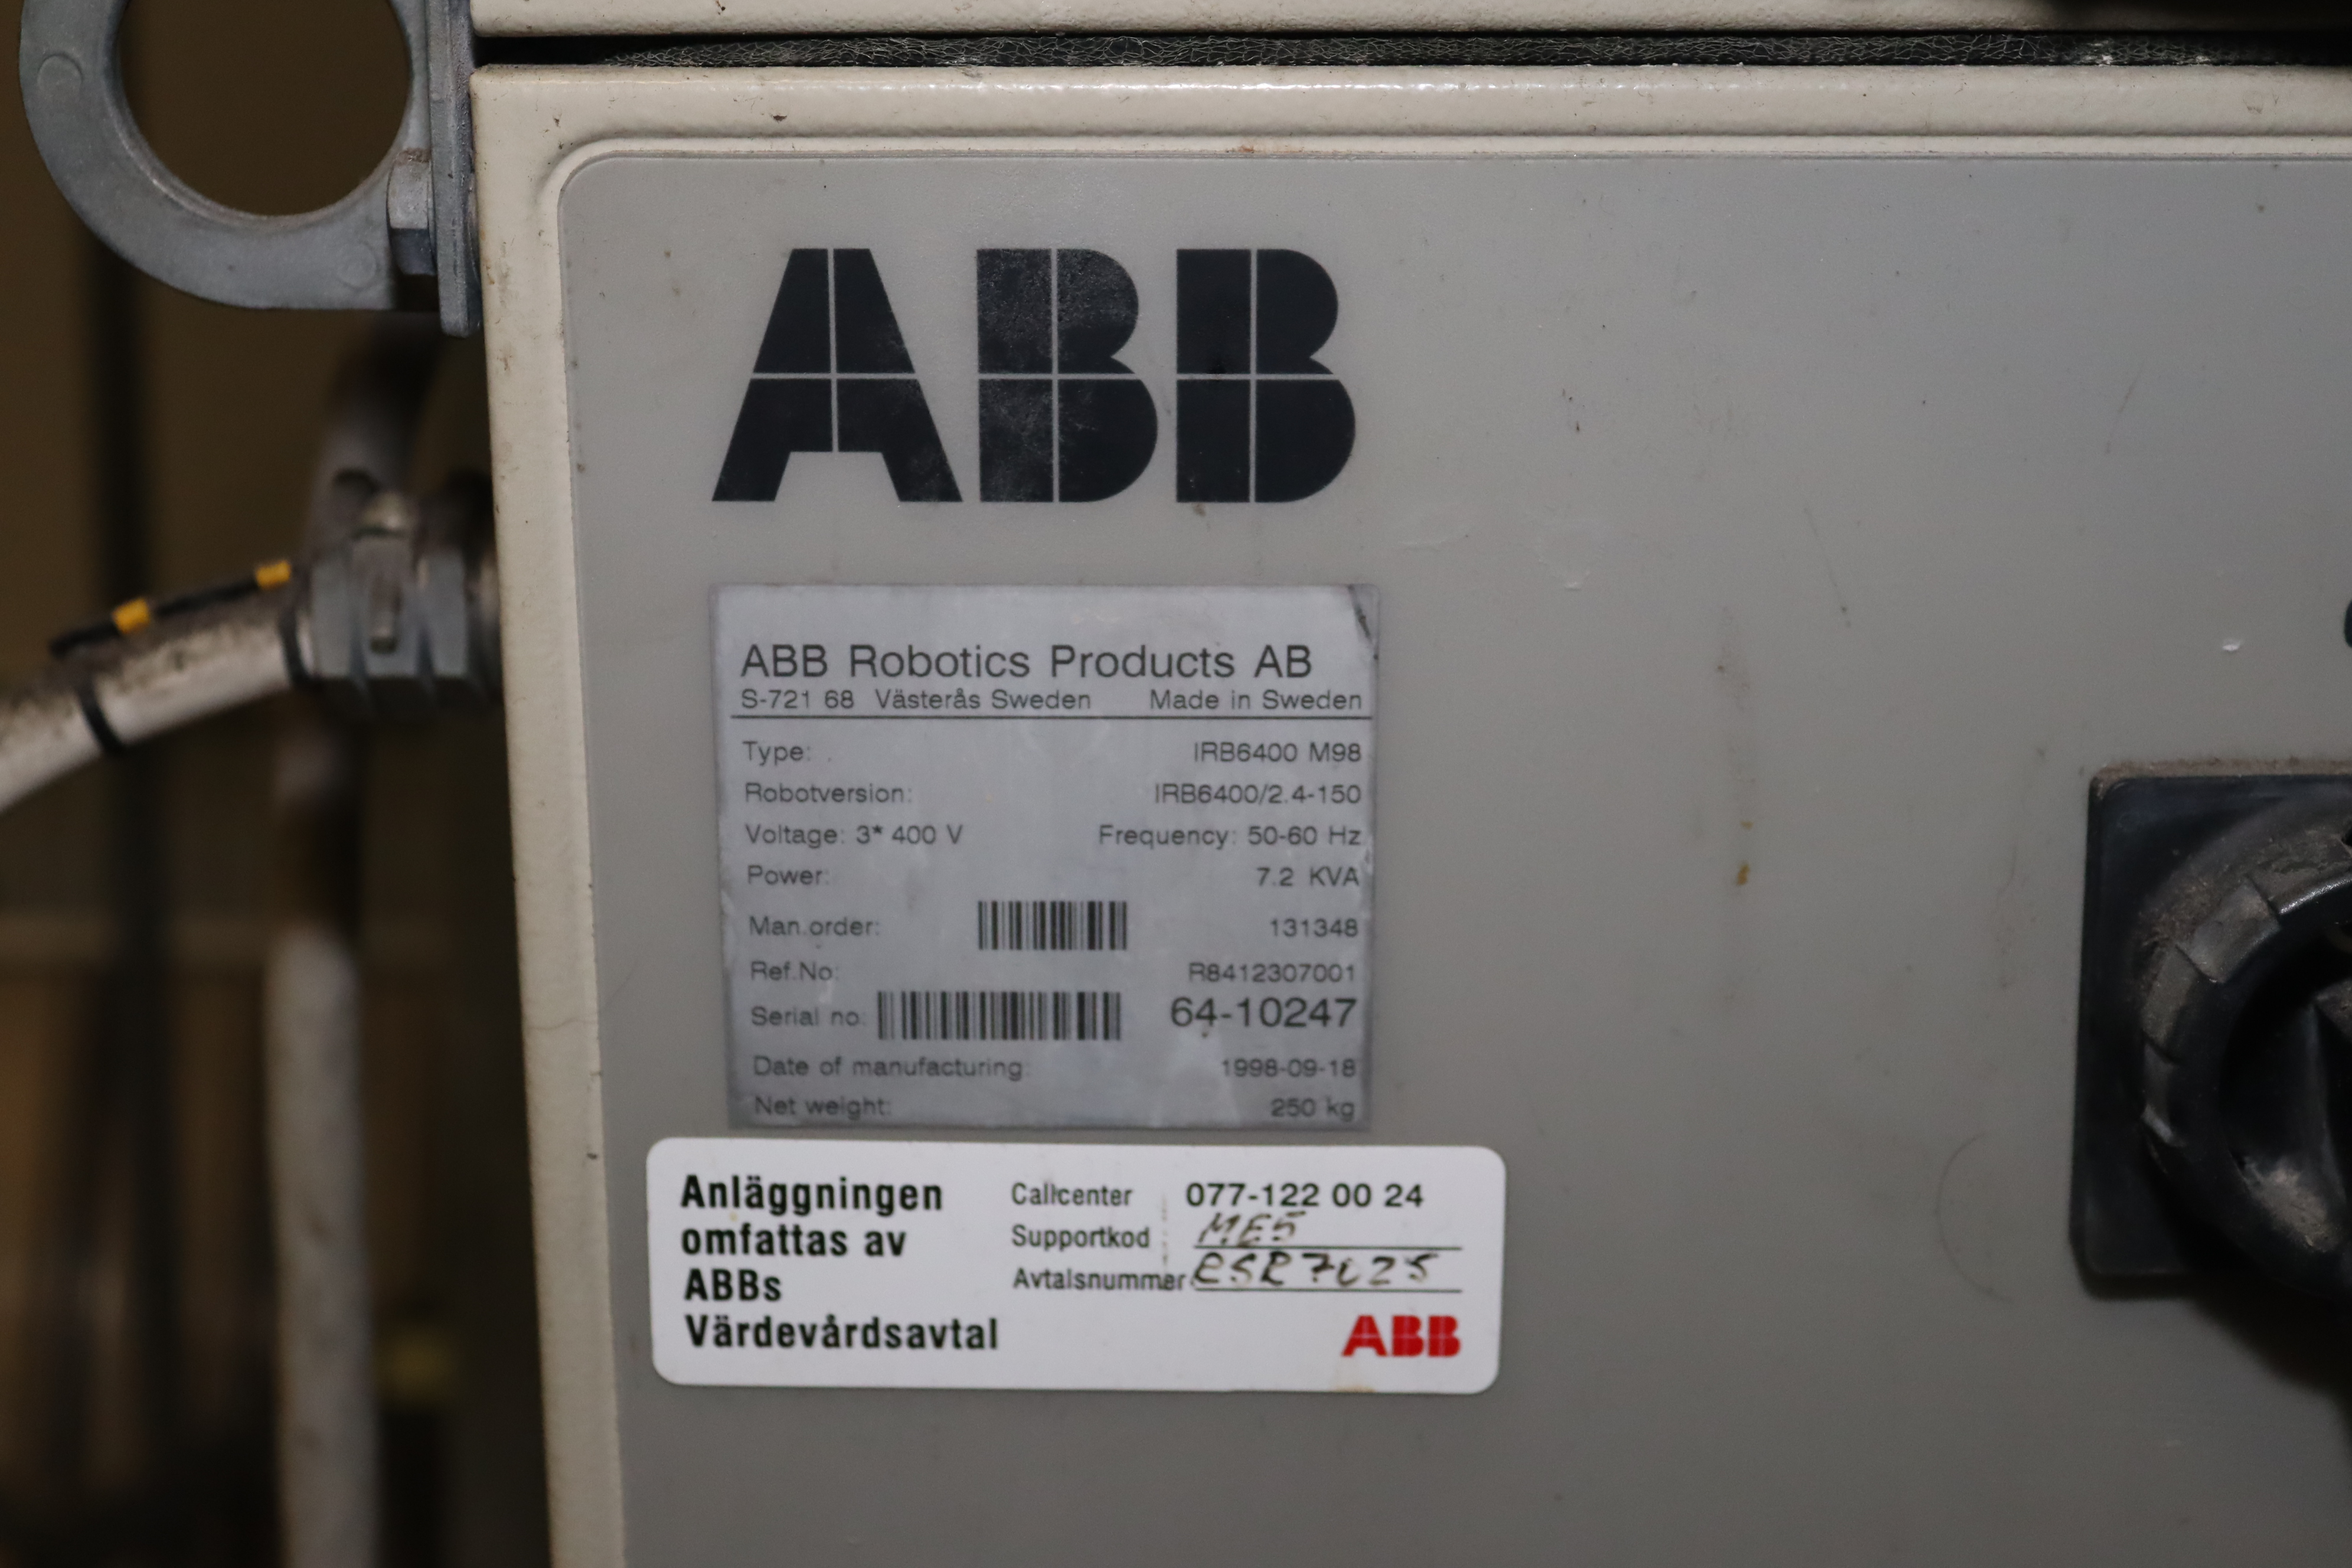 ABB
ABB Robotics Products AB
S-721 68 Västerås Sweden Made in Sweden
Type: IRB6400 M98
Robotversion: IRB6400/2.4-150
Voltage: 3* 400 V Frequency: 50-60 Hz
Power: 7.2 KVA
Man.order: 131348
Ref.No: R8412307001
Serial no: 64-10247
Date of manufacturing: 1998-09-18
Net weight: 250 kg
Anläggningen
omfattas av
ABBs
Värdevårdsavtal
Callcenter 077-122 00 24
Supportkod ME5
Avtalsnummer
ABB